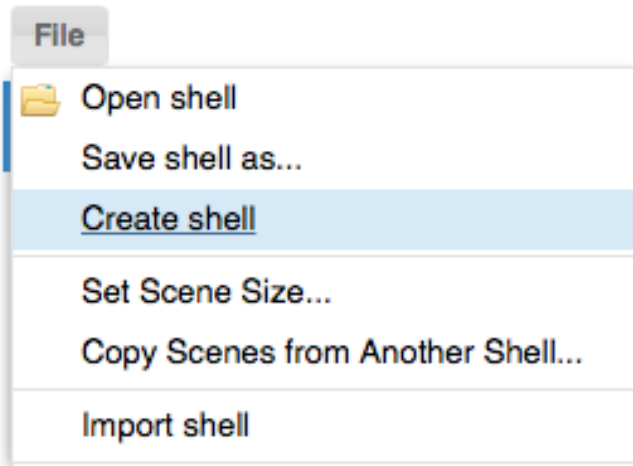 File
Open shell
Save shell as...
Create shell
Set Scene Size...
Copy Scenes from Another Shell...
Import shell